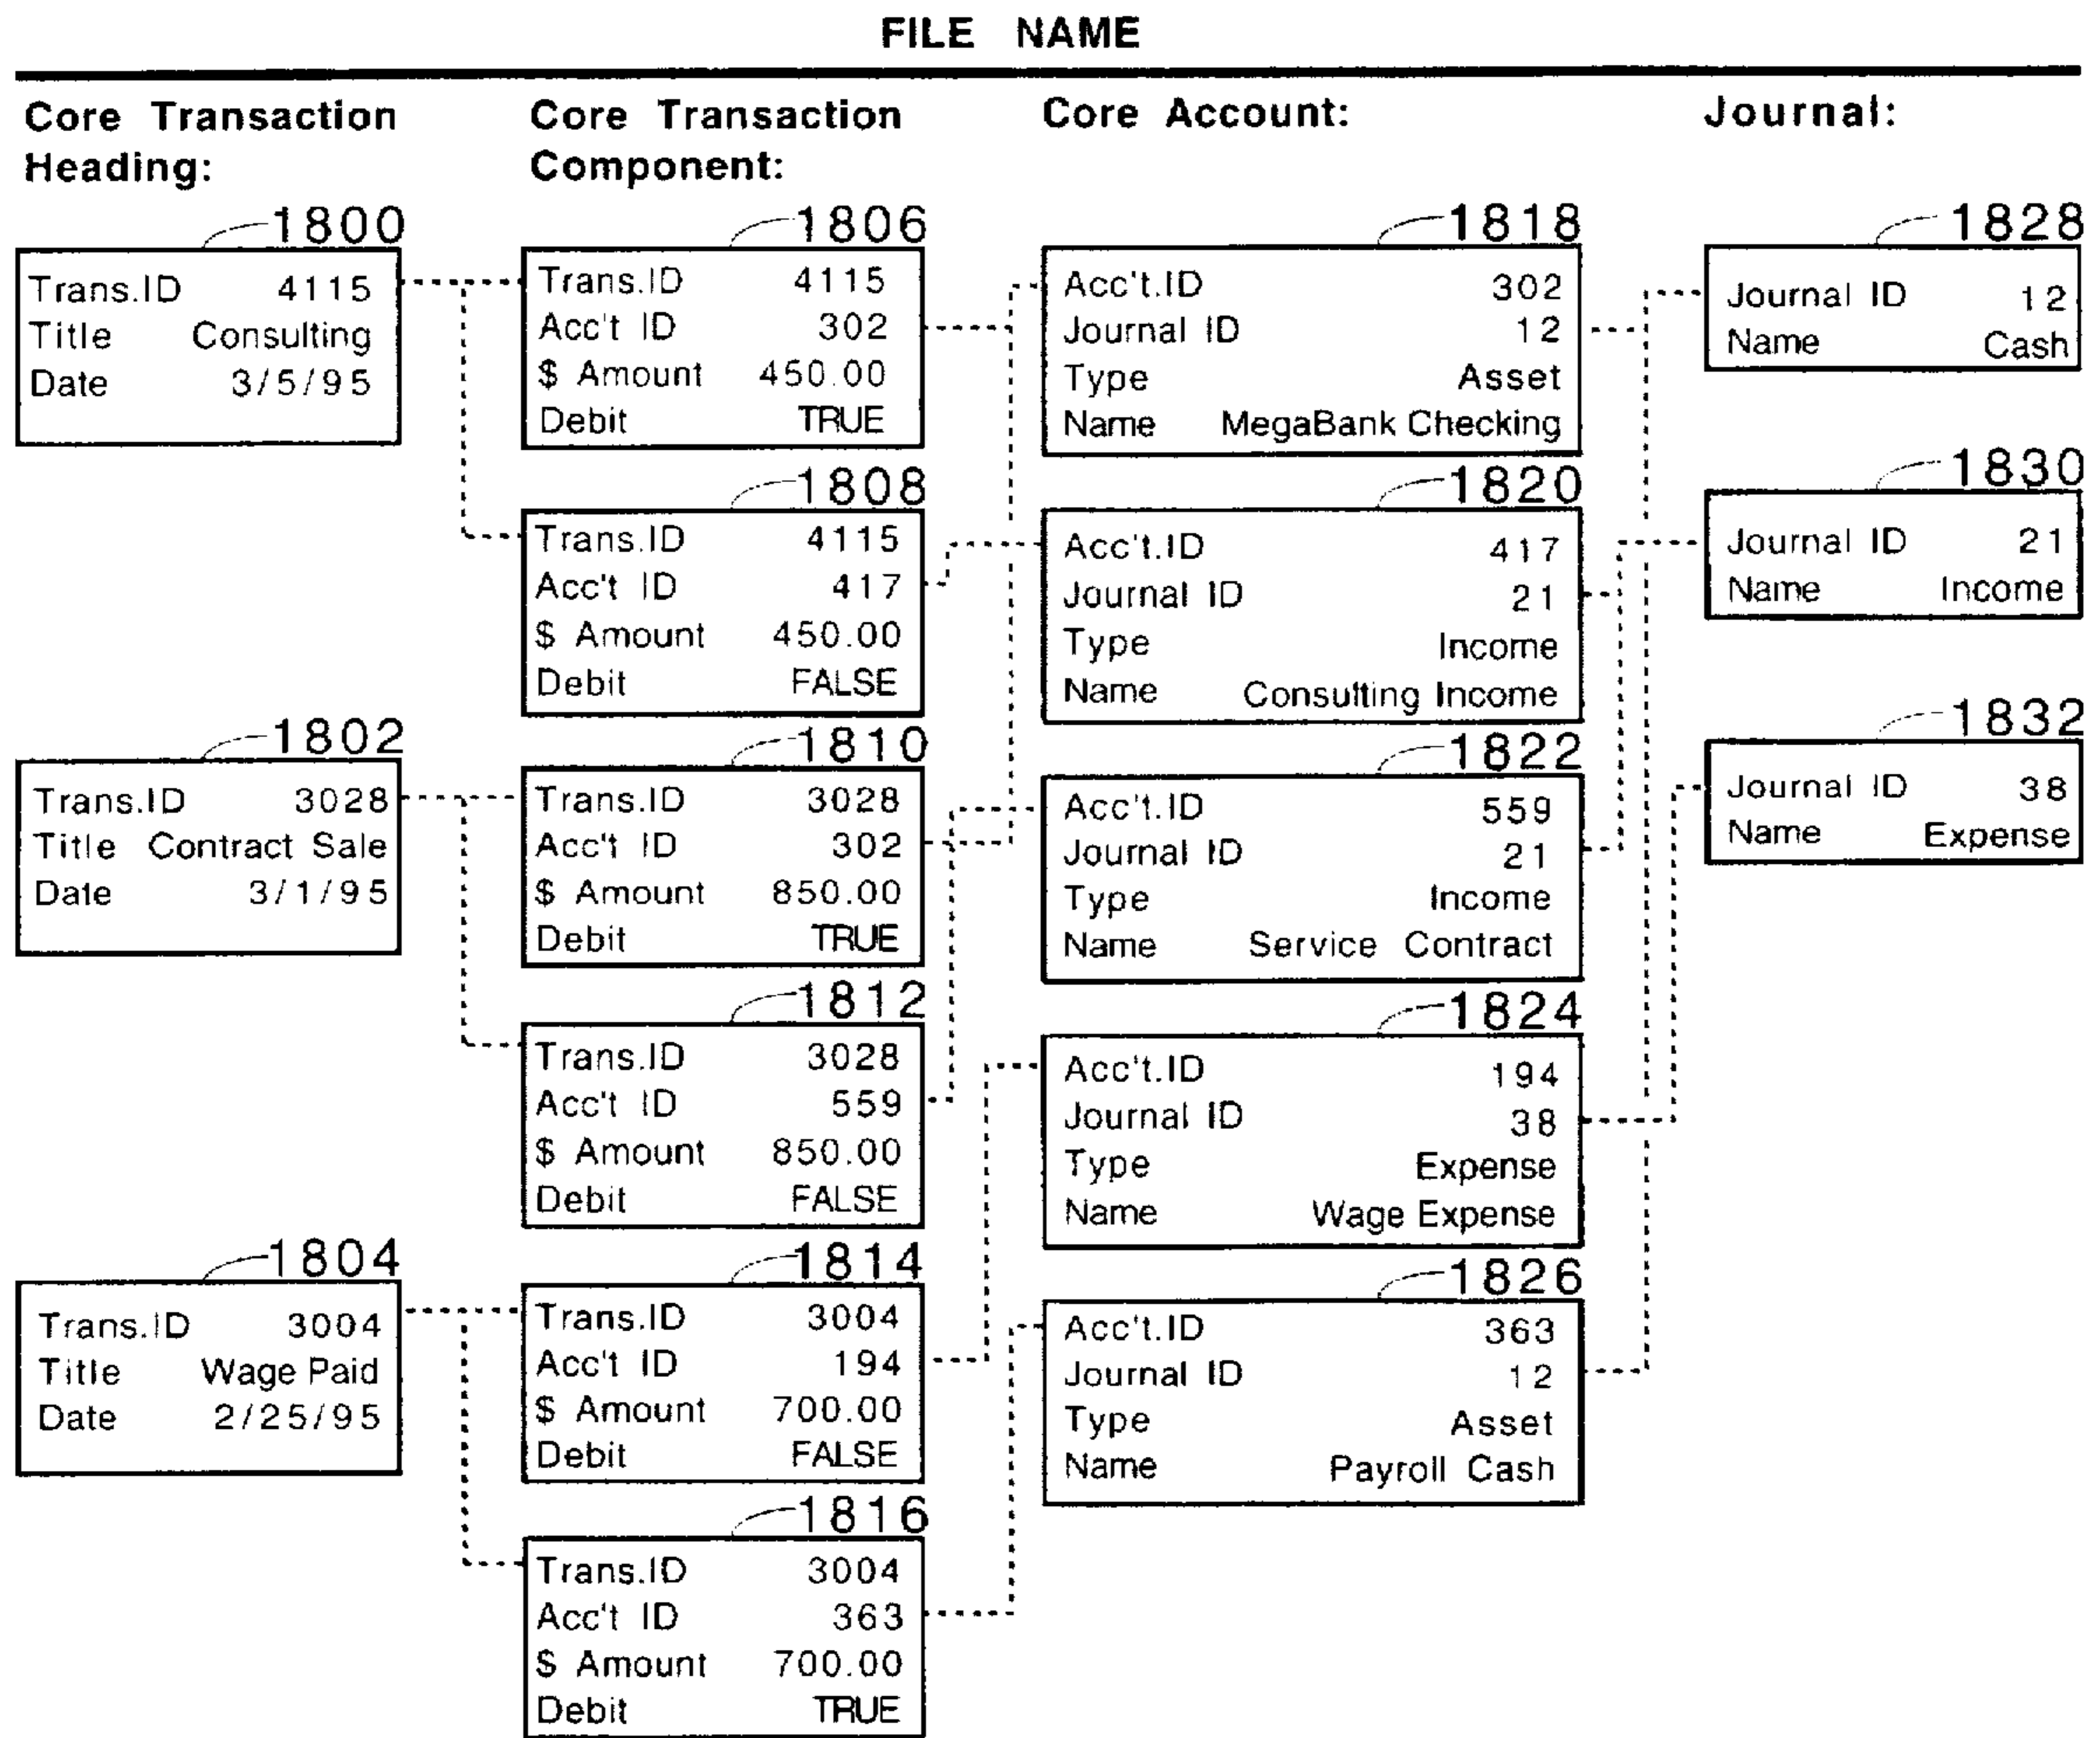 FILE NAME
Core Transaction Heading:
Core Transaction Component:
Core Account:
Journal:
1800
Trans.ID 4115
Title Consulting
Date 3/5/95
1802
Trans.ID 3028
Title Contract Sale
Date 3/1/95
1804
Trans.ID 3004
Title Wage Paid
Date 2/25/95
1806
Trans.ID 4115
Acc't ID 302
$ Amount 450.00
Debit TRUE
1808
Trans.ID 4115
Acc't ID 417
$ Amount 450.00
Debit FALSE
1810
Trans.ID 3028
Acc't ID 302
$ Amount 850.00
Debit TRUE
1812
Trans.ID 3028
Acc't ID 559
$ Amount 850.00
Debit FALSE
1814
Trans.ID 3004
Acc't ID 194
$ Amount 700.00
Debit FALSE
1816
Trans.ID 3004
Acc't ID 363
$ Amount 700.00
Debit TRUE
1818
Acc't.ID 302
Journal ID 12
Type Asset
Name MegaBank Checking
1820
Acc't.ID 417
Journal ID 21
Type Income
Name Consulting Income
1822
Acc't.ID 559
Journal ID 21
Type Income
Name Service Contract
1824
Acc't.ID 194
Journal ID 38
Type Expense
Name Wage Expense
1826
Acc't.ID 363
Journal ID 12
Type Asset
Name Payroll Cash
1828
Journal ID 12
Name Cash
1830
Journal ID 21
Name Income
1832
Journal ID 38
Name Expense